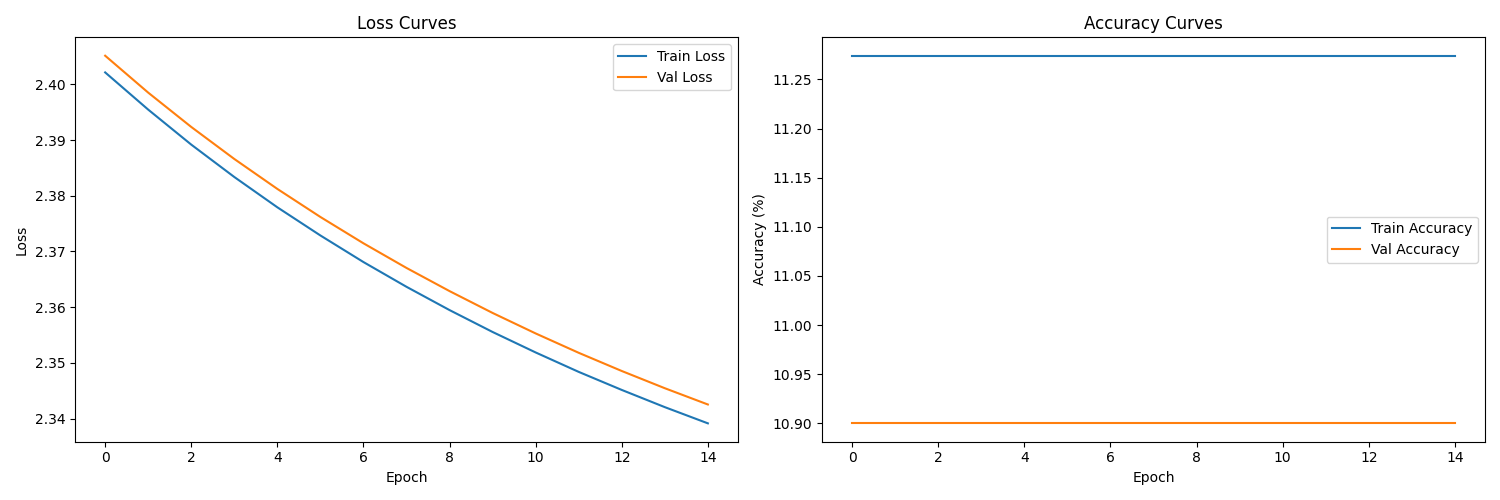 Loss Curves
Train Loss
Val Loss
2.40
2.39
2.38
2.37
2.36
2.35
2.34
Loss
0 2 4 6 8 10 12 14
Epoch
Accuracy Curves
Train Accuracy
Val Accuracy
11.25
11.20
11.15
11.10
11.05
11.00
10.95
10.90
Accuracy (%)
0 2 4 6 8 10 12 14
Epoch